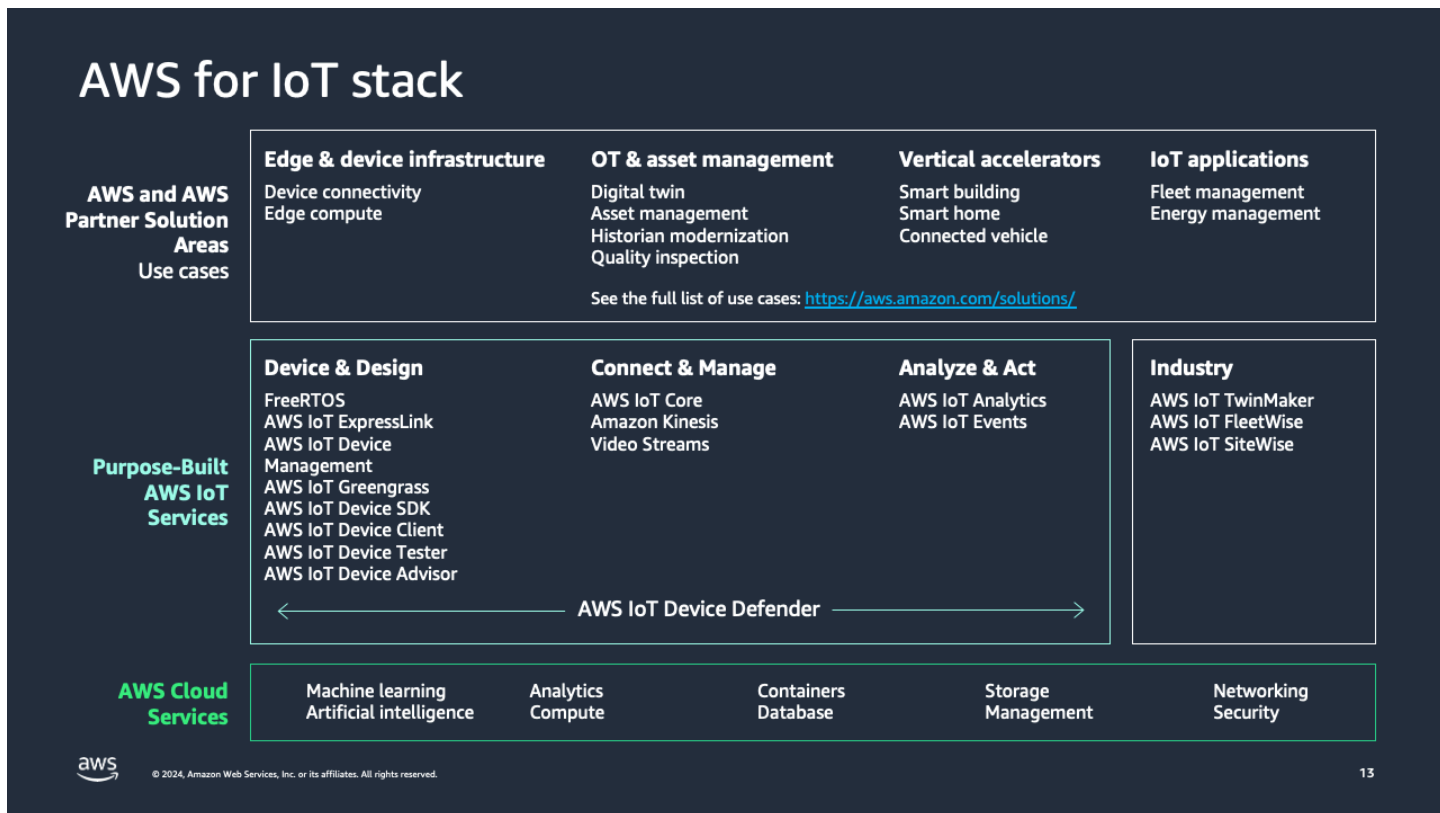 AWS for IoT stack
AWS and AWS
Partner Solution
Areas
Use cases
Edge & device infrastructure
Device connectivity
Edge compute
OT & asset management
Digital twin
Asset management
Historian modernization
Quality inspection
Vertical accelerators
Smart building
Smart home
Connected vehicle
IoT applications
Fleet management
Energy management
See the full list of use cases: https://aws.amazon.com/solutions/
Purpose-Built
AWS IoT
Services
Device & Design
FreeRTOS
AWS IoT ExpressLink
AWS IoT Device
Management
AWS IoT Greengrass
AWS IoT Device SDK
AWS IoT Device Client
AWS IoT Device Tester
AWS IoT Device Advisor
Connect & Manage
AWS IoT Core
Amazon Kinesis
Video Streams
Analyze & Act
AWS IoT Analytics
AWS IoT Events
AWS IoT Device Defender
Industry
AWS IoT TwinMaker
AWS IoT FleetWise
AWS IoT SiteWise
AWS Cloud
Services
Machine learning
Artificial intelligence
Analytics
Compute
Containers
Database
Storage
Management
Networking
Security
aws
© 2024, Amazon Web Services, Inc. or its affiliates. All rights reserved.
13